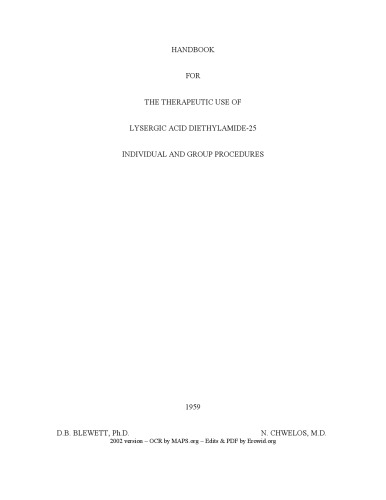 HANDBOOK
FOR
THE THERAPEUTIC USE OF
LYSERGIC ACID DIETHYLAMIDE-25
INDIVIDUAL AND GROUP PROCEDURES
1959
D.B. BLEWETT, Ph.D. N. CHWELOS, M.D.
2002 version – OCR by MAPS.org – Edits & PDF by Erowid.org